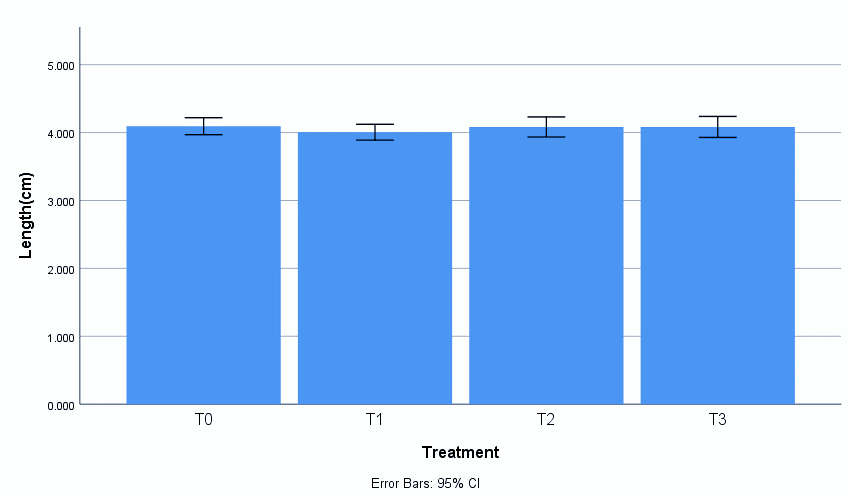 Length(cm)
5.000
4.000
3.000
2.000
1.000
0.000
T0 T1 T2 T3
Treatment
Error Bars: 95% CI